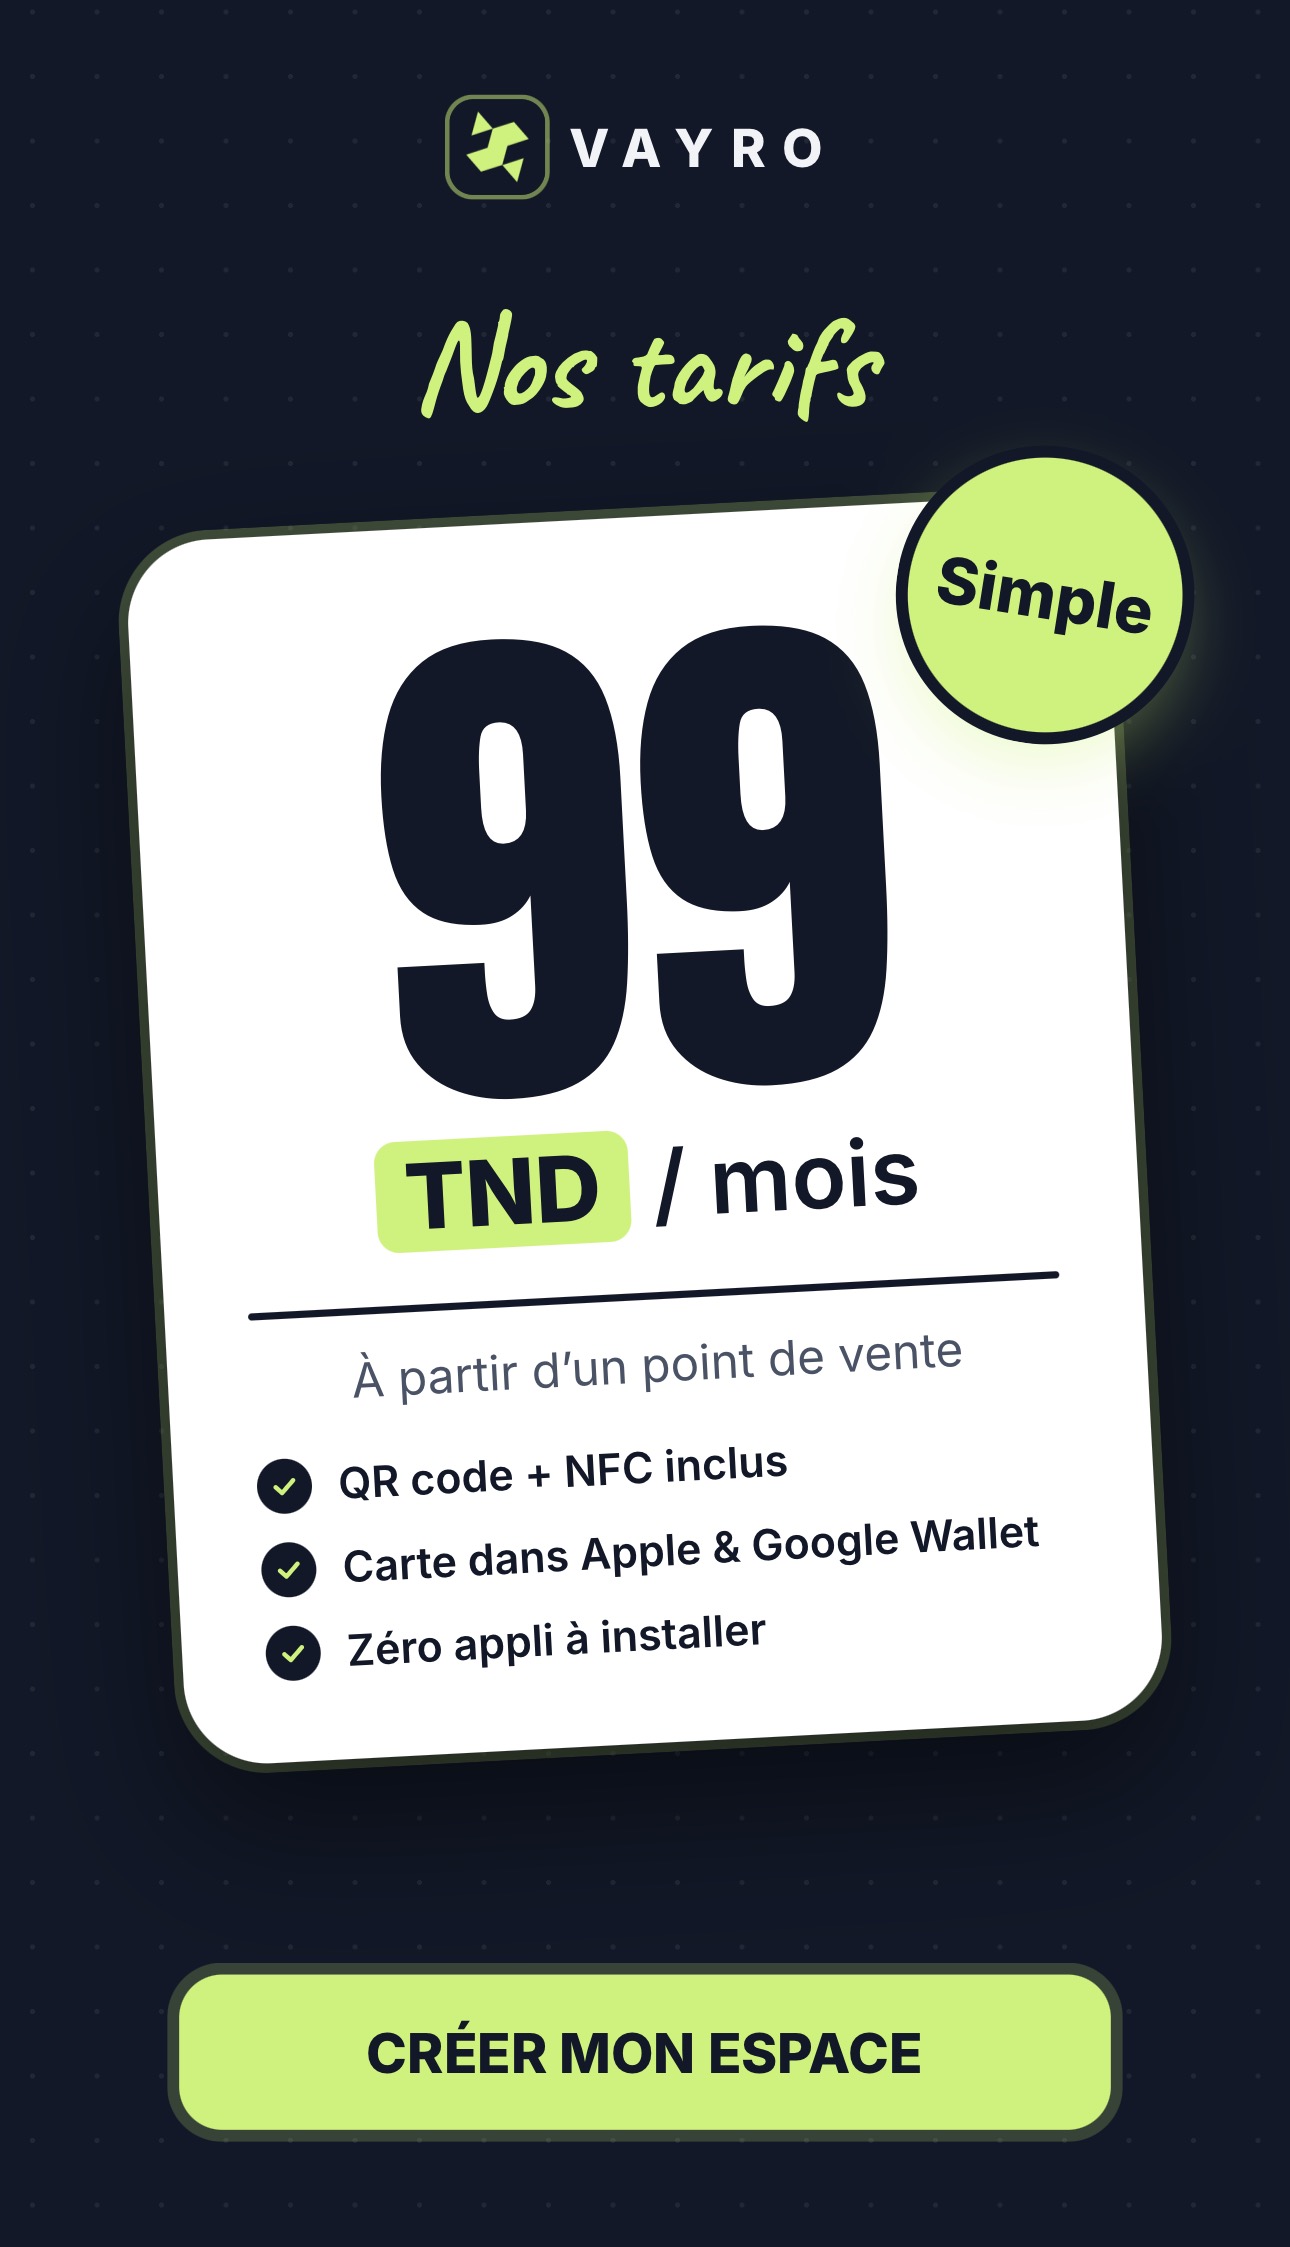 VAYRO
Nos tarifs
Simple
99
TND / mois
À partir d’un point de vente
QR code + NFC inclus
Carte dans Apple & Google Wallet
Zéro appli à installer
CRÉER MON ESPACE